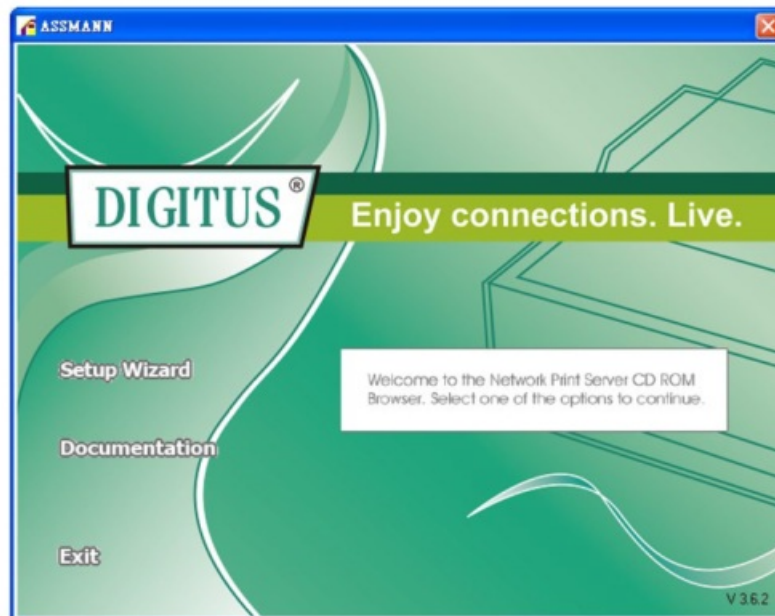 ASSMANN
DIGITUS®
Enjoy connections. Live.
Setup Wizard
Welcome to the Network Print Server CD ROM
Browser. Select one of the options to continue.
Documentation
Exit
V 3.6.2